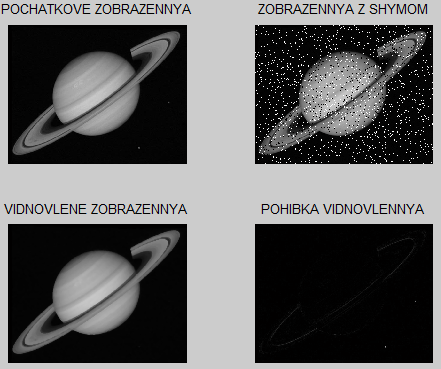 POCHATKOVE ZOBRAZENNYA
ZOBRAZENNYA Z SHYMOM
VIDNOVLENE ZOBRAZENNYA
POHIBKA VIDNOVLENNYA